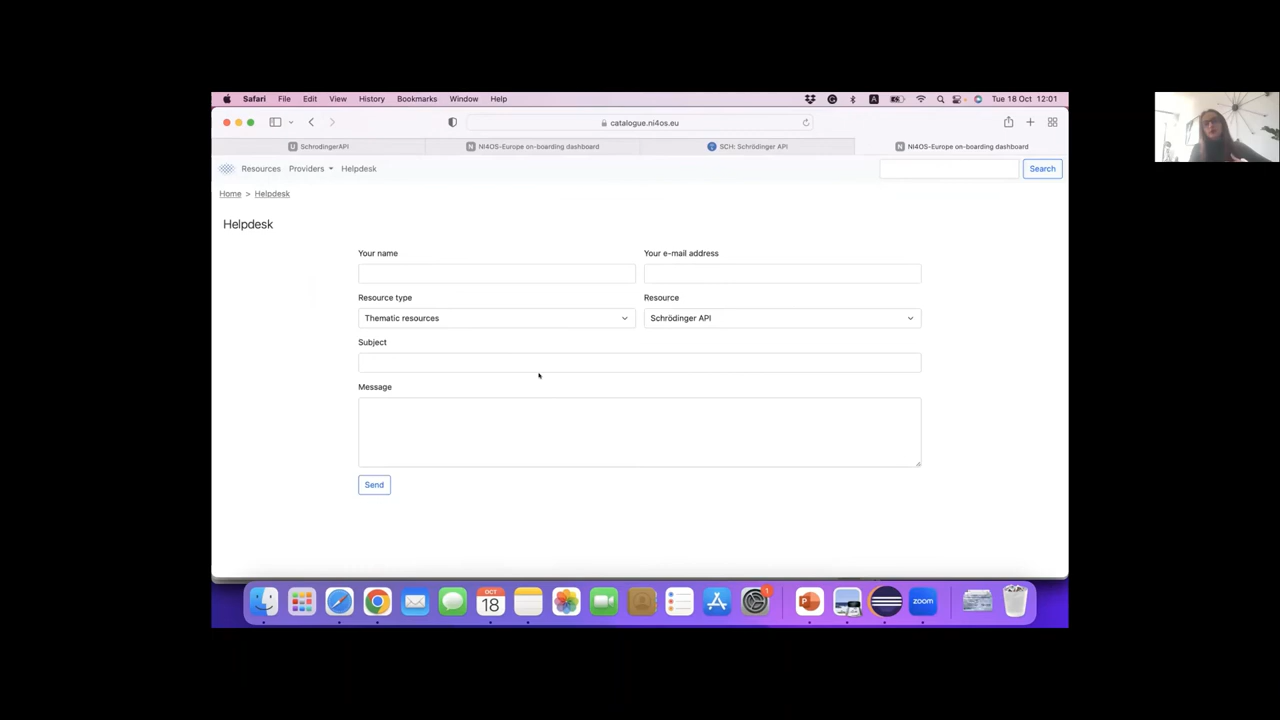 Safari File Edit View History Bookmarks Window Help A Tue 18 Oct 12:01
catalogue.ni4os.eu
U SchrodingerAPI N NI4OS-Europe on-boarding dashboard SCH: Schrödinger API N NI4OS-Europe on-boarding dashboard
Resources Providers Helpdesk Search
Home > Helpdesk
Helpdesk
Your name Your e-mail address
Resource type Resource
Thematic resources Schrödinger API
Subject
Message
Send
OCT 18 1 P zoom